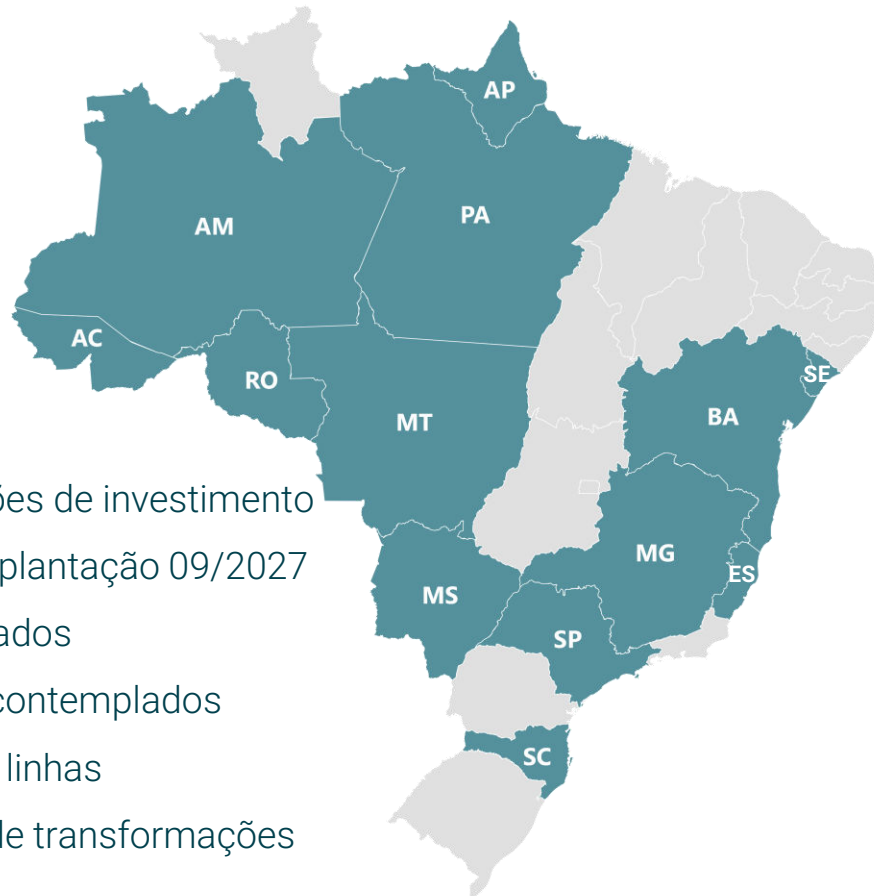 AP
AM
PA
AC
RO
SE
MT
BA
ões de investimento
MG
plantação 09/2027
ES
MS
ados
SP
contemplados
SC
linhas
de transformações